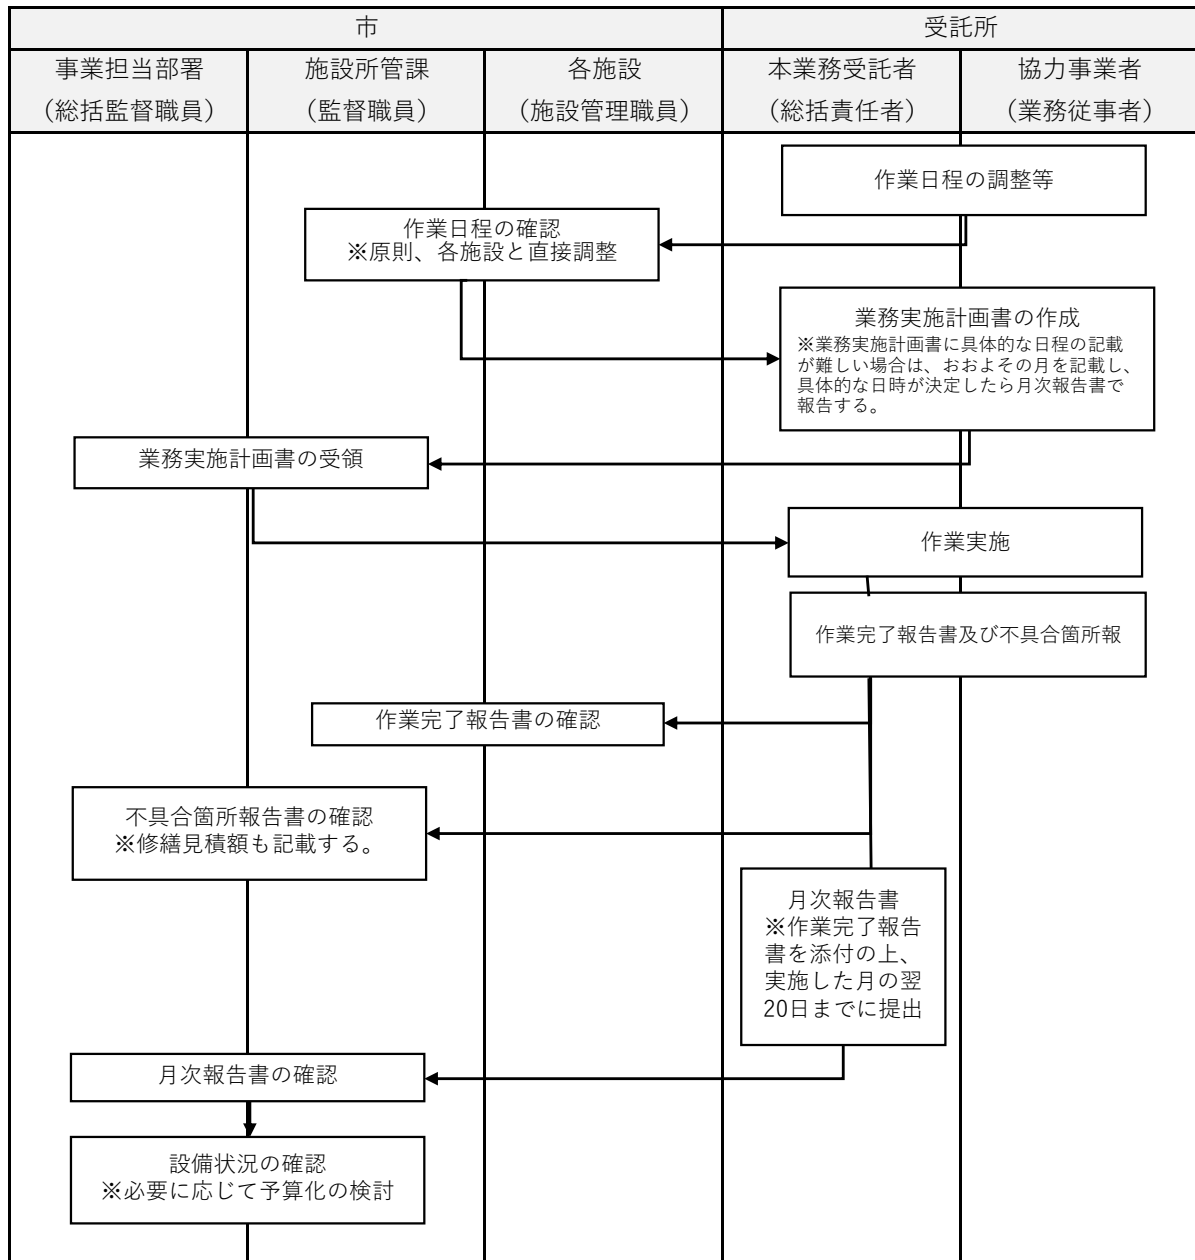 市
受託所
事業担当部署
(総括監督職員)
施設所管課
(監督職員)
各施設
(施設管理職員)
本業務受託者
(総括責任者)
協力事業者
(業務従事者)
作業日程の調整等
作業日程の確認
※原則、各施設と直接調整
業務実施計画書の作成
※業務実施計画書に具体的な日程の記載
が難しい場合は、おおよその月を記載し、
具体的な日時が決定したら月次報告書で
報告する。
業務実施計画書の受領
作業実施
作業完了報告書及び不具合箇所報
作業完了報告書の確認
不具合箇所報告書の確認
※修繕見積額も記載する。
月次報告書
※作業完了報告
書を添付の上、
実施した月の翌
20日までに提出
月次報告書の確認
設備状況の確認
※必要に応じて予算化の検討